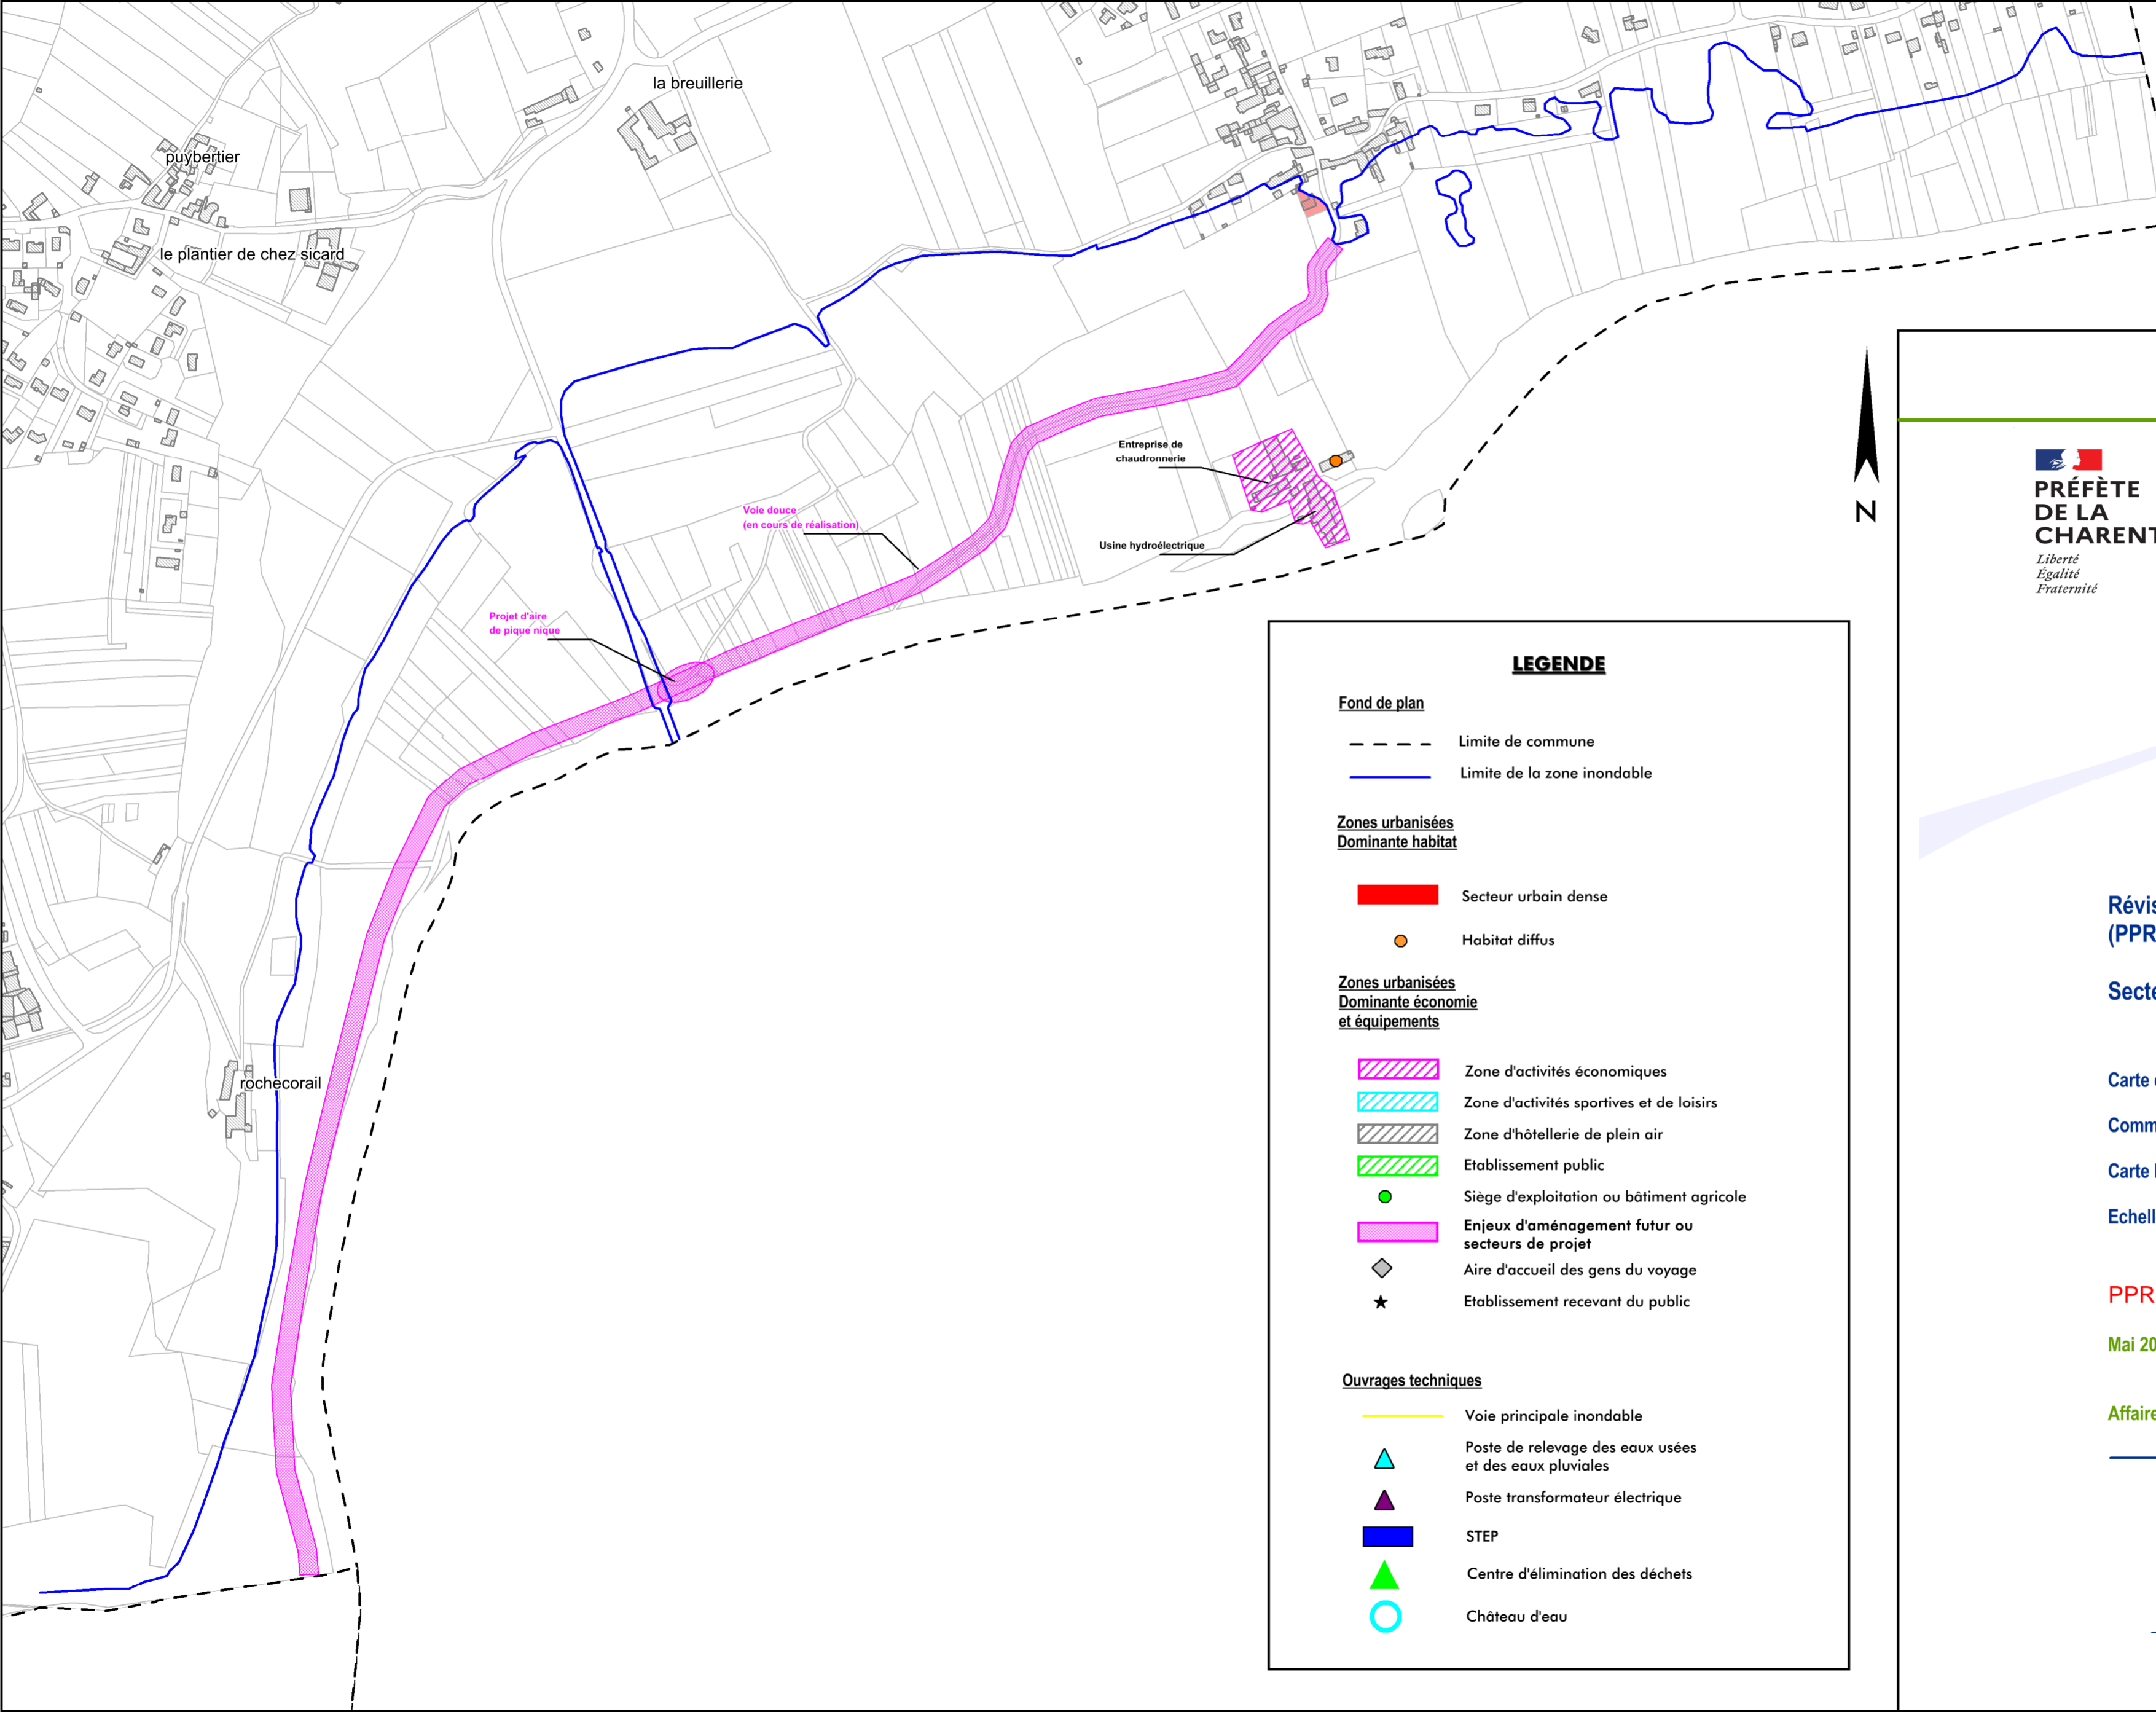 la breuillerie
puybertier
le plantier de chez sicard
Entreprise de
chaudronnerie
Voie douce
(en cours de réalisation)
Usine hydroélectrique
Projet d'aire
de pique nique
rochecorail
N
LEGENDE
Fond de plan
Limite de commune
Limite de la zone inondable
Zones urbanisées
Dominante habitat
Secteur urbain dense
Habitat diffus
Zones urbanisées
Dominante économie
et équipements
Zone d'activités économiques
Zone d'activités sportives et de loisirs
Zone d'hôtellerie de plein air
Etablissement public
Siège d'exploitation ou bâtiment agricole
Enjeux d'aménagement futur ou
secteurs de projet
Aire d'accueil des gens du voyage
Etablissement recevant du public
Ouvrages techniques
Voie principale inondable
Poste de relevage des eaux usées
et des eaux pluviales
Poste transformateur électrique
STEP
Centre d'élimination des déchets
Château d'eau
PRÉFÈTE
DE LA
CHARENT
Liberté
Égalité
Fraternité
Révis
(PPR
Secte
Carte
Comm
Carte
Echell
PPR
Mai 20
Affaire